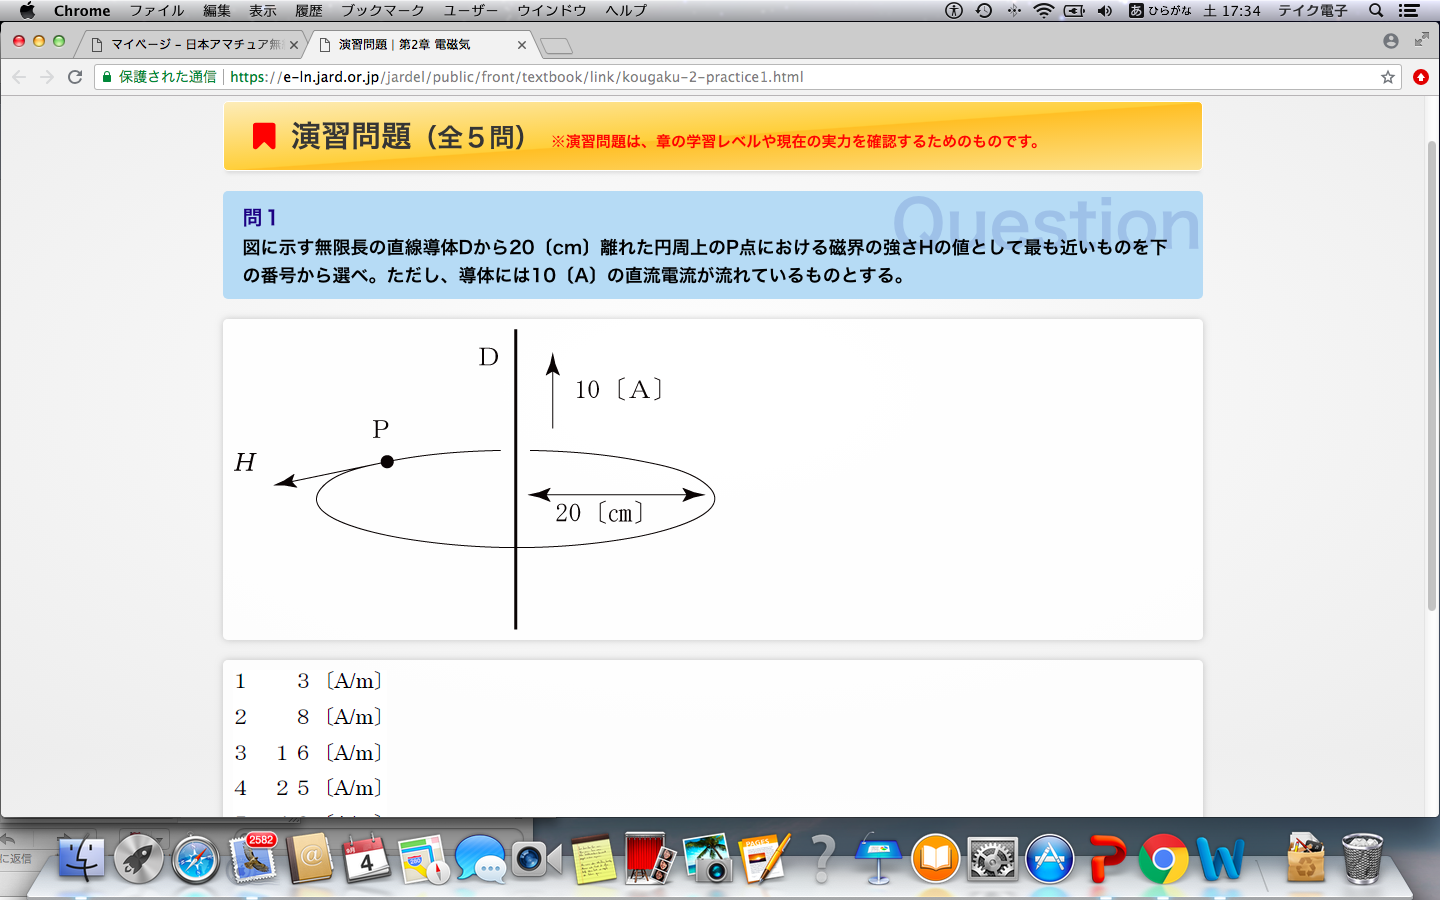 Chrome ファイル 編集 表示 履歴 ブックマーク ユーザー ウインドウ ヘルプ あ ひらがな 土 17:34 テイク電子
マイページ – 日本アマチュア無 演習問題 | 第2章 電磁気
保護された通信 https://e-ln.jard.or.jp/jardel/public/front/textbook/link/kougaku-2-practice1.html
演習問題（全５問） ※演習問題は、章の学習レベルや現在の実力を確認するためのものです。
Question
問１
図に示す無限長の直線導体Dから20〔cm〕離れた円周上のP点における磁界の強さHの値として最も近いものを下
の番号から選べ。ただし、導体には10〔A〕の直流電流が流れているものとする。
D
10〔A〕
P
H
20〔cm〕
1 3〔A/m〕
2 8〔A/m〕
3 16〔A/m〕
4 25〔A/m〕
に返信
2582
9月
4
280
PAGES
?